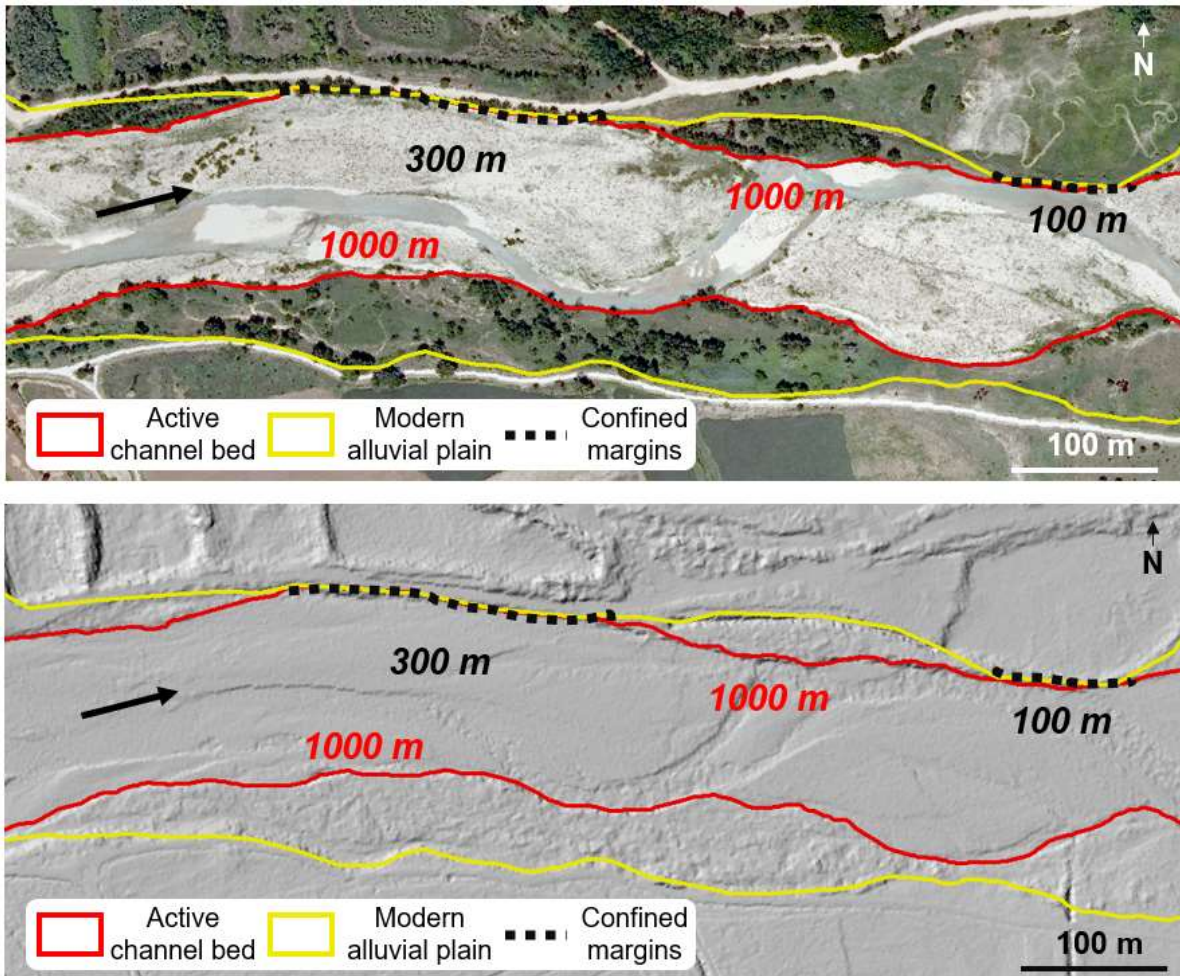 N
300 m
1000 m
1000 m
100 m
Active channel bed
Modern alluvial plain
Confined margins
100 m
N
300 m
1000 m
1000 m
100 m
Active channel bed
Modern alluvial plain
Confined margins
100 m